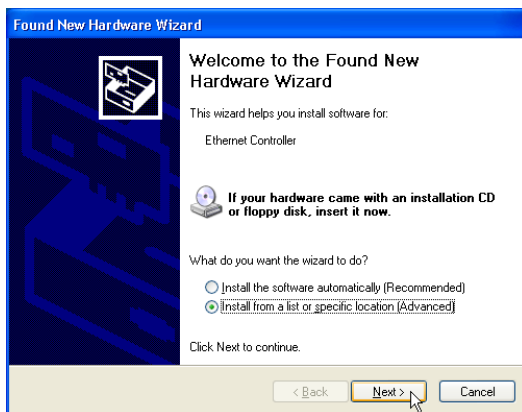 Found New Hardware Wizard
Welcome to the Found New
Hardware Wizard
This wizard helps you install software for:
Ethernet Controller
If your hardware came with an installation CD
or floppy disk, insert it now.
What do you want the wizard to do?
Install the software automatically (Recommended)
Install from a list or specific location (Advanced)
Click Next to continue.
< Back
Next >
Cancel